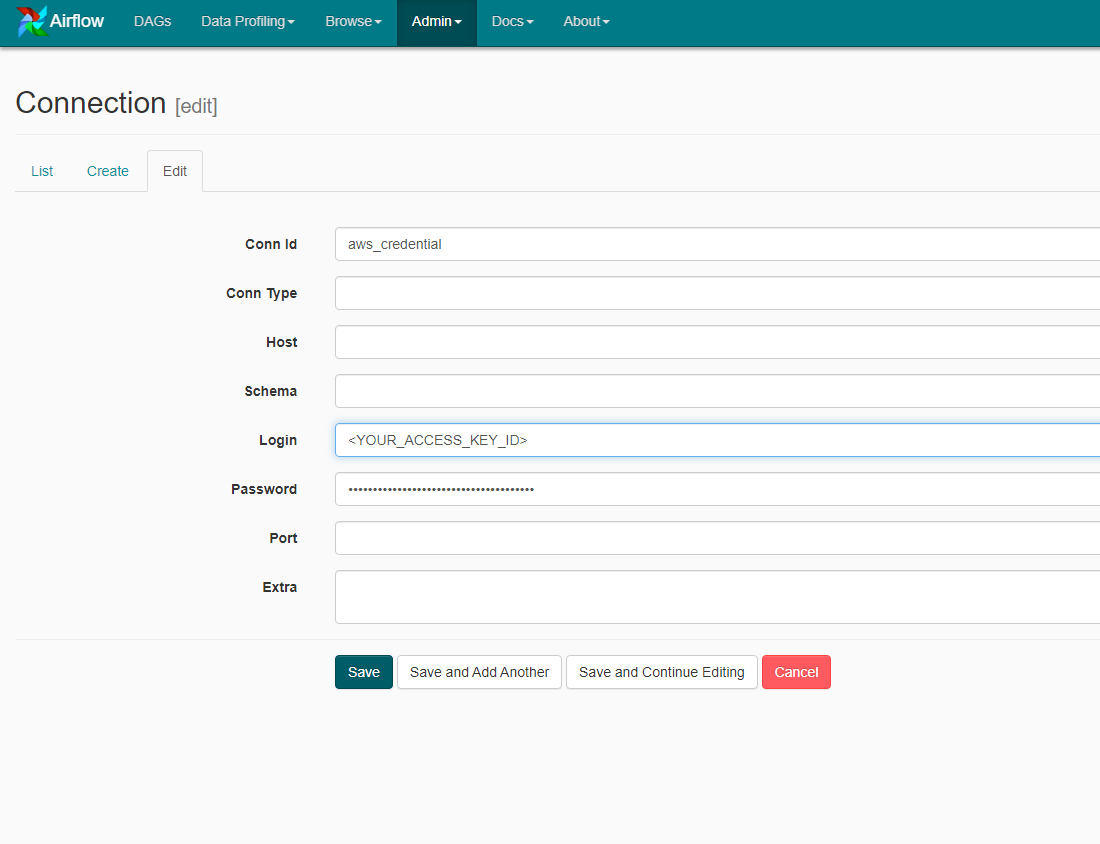 Airflow DAGs Data Profiling Browse Admin Docs About
Connection [edit]
List Create Edit
Conn Id aws_credential
Conn Type
Host
Schema
Login <YOUR_ACCESS_KEY_ID>
Password ••••••••••••••••••••••••••••••••••••••
Port
Extra
Save Save and Add Another Save and Continue Editing Cancel